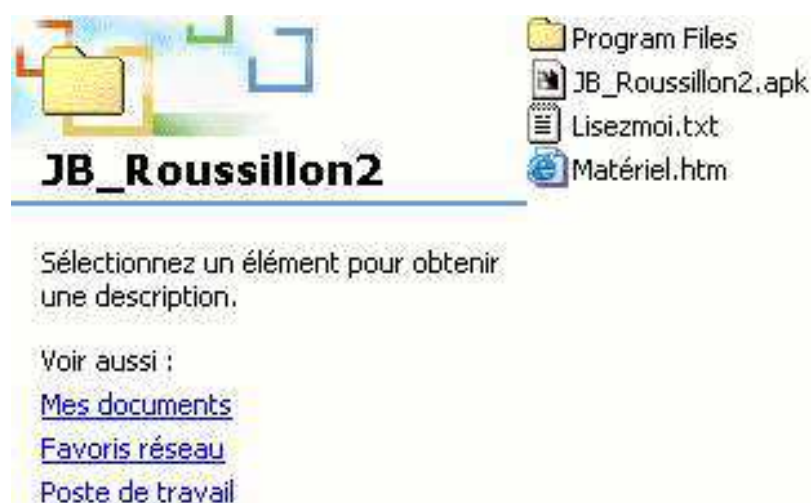 JB_Roussillon2
Sélectionnez un élément pour obtenir
une description.
Voir aussi :
Mes documents
Favoris réseau
Poste de travail
Program Files
JB_Roussillon2.apk
Lisezmoi.txt
Matériel.htm